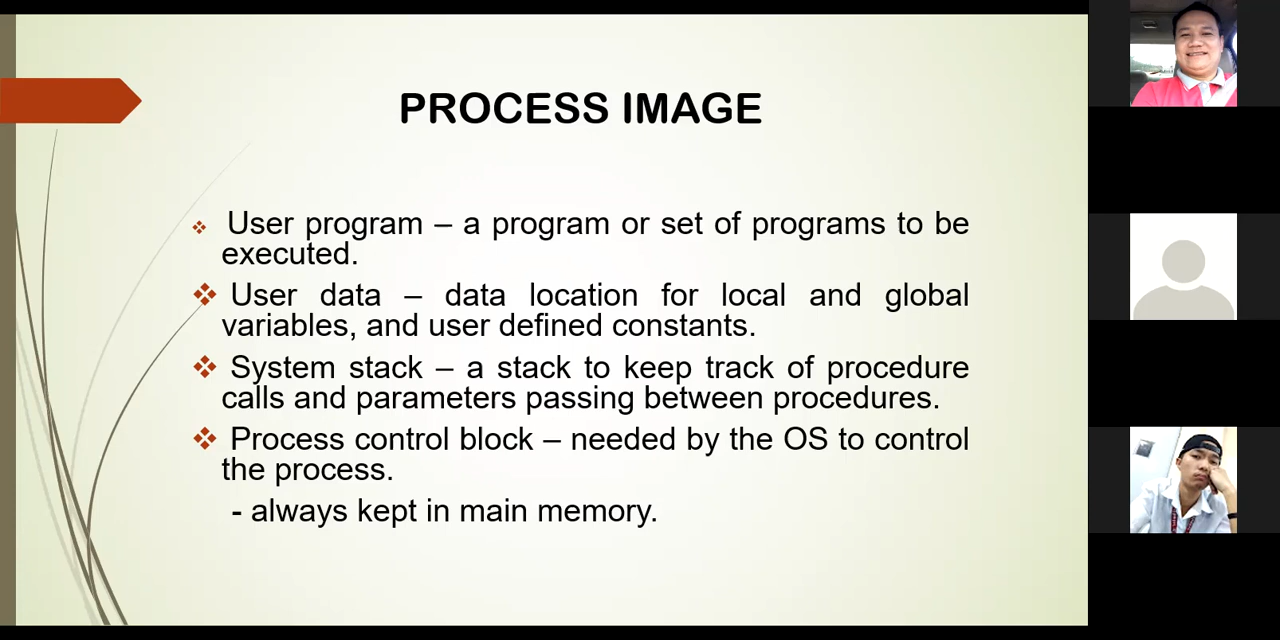 PROCESS IMAGE
❖ User program – a program or set of programs to be
executed.
❖ User data – data location for local and global
variables, and user defined constants.
❖ System stack – a stack to keep track of procedure
calls and parameters passing between procedures.
❖ Process control block – needed by the OS to control
the process.
- always kept in main memory.